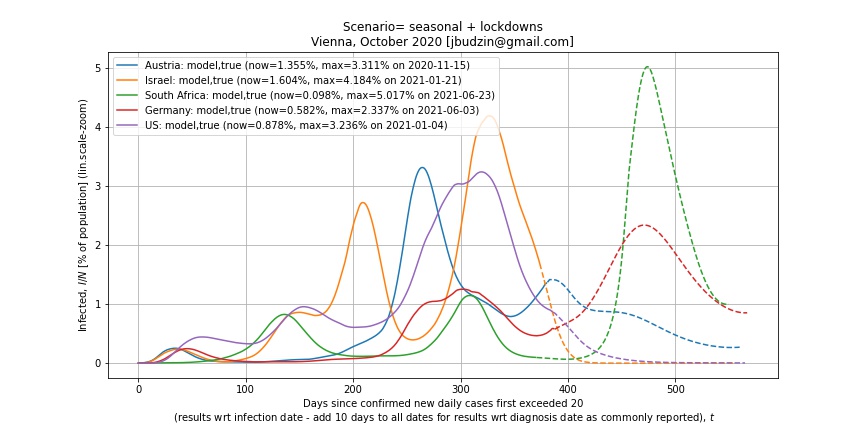 Scenario= seasonal + lockdowns
Vienna, October 2020 [jbudzin@gmail.com]
Austria: model,true (now=1.355%, max=3.311% on 2020-11-15)
Israel: model,true (now=1.604%, max=4.184% on 2021-01-21)
South Africa: model,true (now=0.098%, max=5.017% on 2021-06-23)
Germany: model,true (now=0.582%, max=2.337% on 2021-06-03)
US: model,true (now=0.878%, max=3.236% on 2021-01-04)
Infected, I/N [% of population] (lin.scale-zoom)
5
4
3
2
1
0
0 100 200 300 400 500
Days since confirmed new daily cases first exceeded 20
(results wrt infection date - add 10 days to all dates for results wrt diagnosis date as commonly reported), t